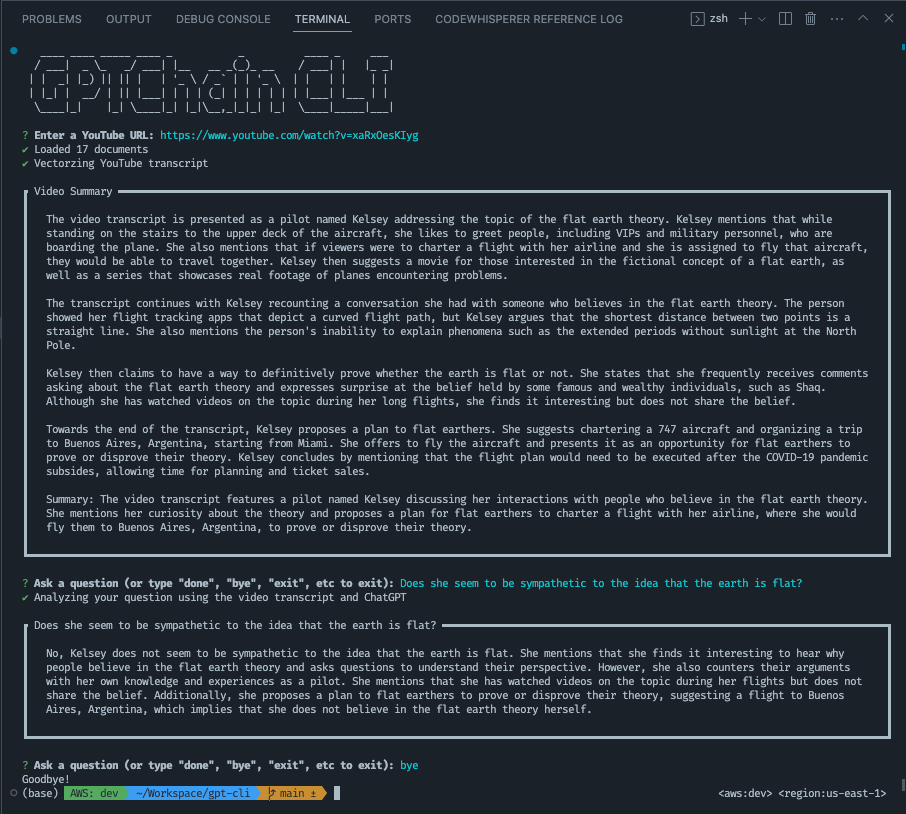 PROBLEMS OUTPUT DEBUG CONSOLE TERMINAL PORTS CODEWHISPERER REFERENCE LOG zsh
GPTChain CLI
? Enter a YouTube URL: https://www.youtube.com/watch?v=xaRxOesKIyg
✔ Loaded 17 documents
✔ Vectorzing YouTube transcript
Video Summary
The video transcript is presented as a pilot named Kelsey addressing the topic of the flat earth theory. Kelsey mentions that while
standing on the stairs to the upper deck of the aircraft, she likes to greet people, including VIPs and military personnel, who are
boarding the plane. She also mentions that if viewers were to charter a flight with her airline and she is assigned to fly that aircraft,
they would be able to travel together. Kelsey then suggests a movie for those interested in the fictional concept of a flat earth, as
well as a series that showcases real footage of planes encountering problems.
The transcript continues with Kelsey recounting a conversation she had with someone who believes in the flat earth theory. The person
showed her flight tracking apps that depict a curved flight path, but Kelsey argues that the shortest distance between two points is a
straight line. She also mentions the person's inability to explain phenomena such as the extended periods without sunlight at the North
Pole.
Kelsey then claims to have a way to definitively prove whether the earth is flat or not. She states that she frequently receives comments
asking about the flat earth theory and expresses surprise at the belief held by some famous and wealthy individuals, such as Shaq.
Although she has watched videos on the topic during her long flights, she finds it interesting but does not share the belief.
Towards the end of the transcript, Kelsey proposes a plan to flat earthers. She suggests chartering a 747 aircraft and organizing a trip
to Buenos Aires, Argentina, starting from Miami. She offers to fly the aircraft and presents it as an opportunity for flat earthers to
prove or disprove their theory. Kelsey concludes by mentioning that the flight plan would need to be executed after the COVID-19 pandemic
subsides, allowing time for planning and ticket sales.
Summary: The video transcript features a pilot named Kelsey discussing her interactions with people who believe in the flat earth theory.
She mentions her curiosity about the theory and proposes a plan for flat earthers to charter a flight with her airline, where she would
fly them to Buenos Aires, Argentina, to prove or disprove their theory.
? Ask a question (or type "done", "bye", "exit", etc to exit): Does she seem to be sympathetic to the idea that the earth is flat?
✔ Analyzing your question using the video transcript and ChatGPT
Does she seem to be sympathetic to the idea that the earth is flat?
No, Kelsey does not seem to be sympathetic to the idea that the earth is flat. She mentions that she finds it interesting to hear why
people believe in the flat earth theory and asks questions to understand their perspective. However, she also counters their arguments
with her own knowledge and experiences as a pilot. She mentions that she has watched videos on the topic during her flights but does not
share the belief. Additionally, she proposes a plan to flat earthers to prove or disprove their theory, suggesting a flight to Buenos
Aires, Argentina, which implies that she does not believe in the flat earth theory herself.
? Ask a question (or type "done", "bye", "exit", etc to exit): bye
Goodbye!
(base) AWS: dev ~/Workspace/gpt-cli main ± <aws:dev> <region:us-east-1>